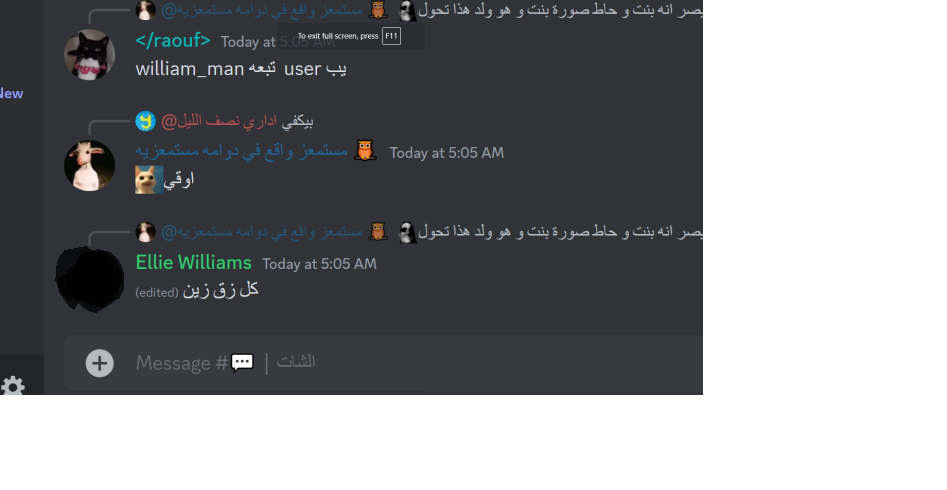 @مستمعز واقع في دوامه مستمعزيه يصر انه بنت و حاط صورة بنت و هو ولد هذا تحول
</raouf> Today at 5:05 AM
To exit full screen, press F11
william_man يب user تبعه
New
@اداري نصف الليل بيكفي
مستمعز واقع في دوامه مستمعزيه Today at 5:05 AM
اوقي
@مستمعز واقع في دوامه مستمعزيه يصر انه بنت و حاط صورة بنت و هو ولد هذا تحول
Ellie Williams Today at 5:05 AM
كل زق زين (edited)
Message #💬 | الشات